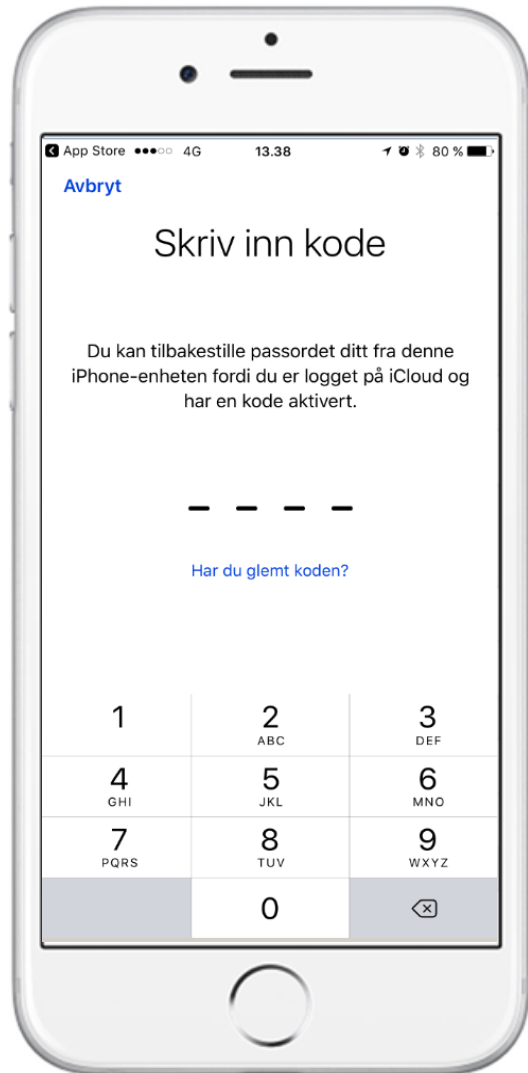 App Store 4G 13.38 80 %
Avbryt
Skriv inn kode
Du kan tilbakestille passordet ditt fra denne
iPhone-enheten fordi du er logget på iCloud og
har en kode aktivert.
Har du glemt koden?
1 2 3
ABC DEF
4 5 6
GHI JKL MNO
7 8 9
PQRS TUV WXYZ
0